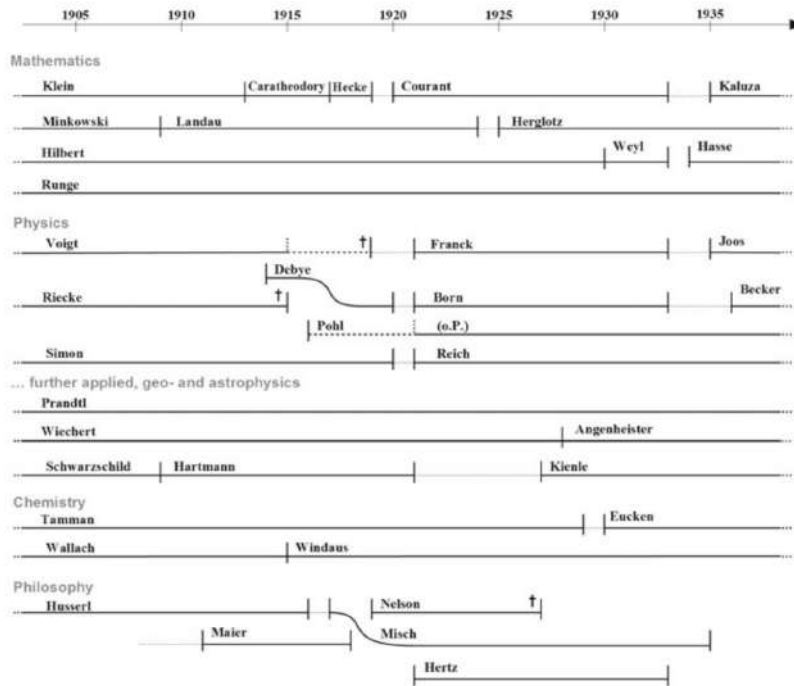 1905 1910 1915 1920 1925 1930 1935
Mathematics
Klein Caratheodory Hecke Courant Kaluza
Minkowski Landau Herglotz
Hilbert Weyl Hasse
Runge
Physics
Voigt † Franck Joos
Debye
Riecke † Born Becker
Pohl (o.P.)
Simon Reich
... further applied, geo- and astrophysics
Prandtl
Wiechert Angenheister
Schwarzschild Hartmann Kienle
Chemistry
Tamman Eucken
Wallach Windaus
Philosophy
Husserl Nelson †
Maier Misch
Hertz